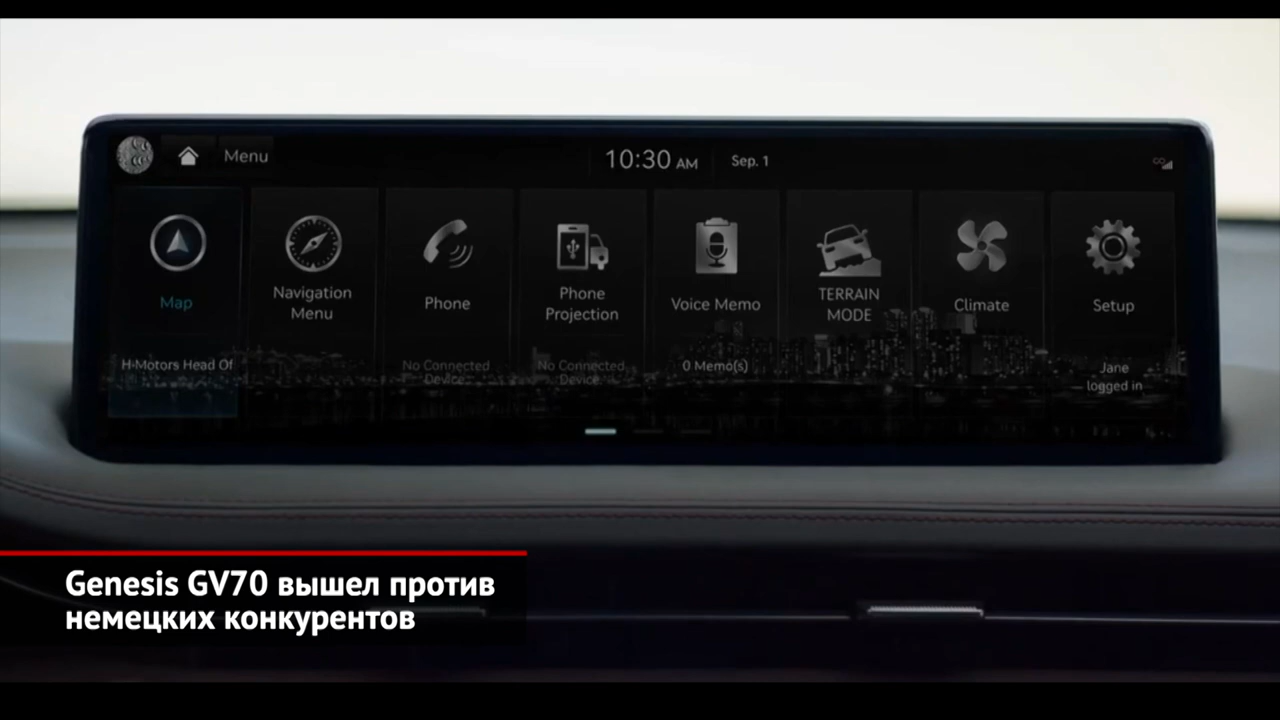 Menu
10:30 AM
Sep. 1
Map
Navigation
Menu
Phone
Phone
Projection
Voice Memo
TERRAIN
MODE
Climate
Setup
H-Motors Head Of
No Connected
Device
No Connected
Device
0 Memo(s)
Jane
logged in
Genesis GV70 вышел против
немецких конкурентов